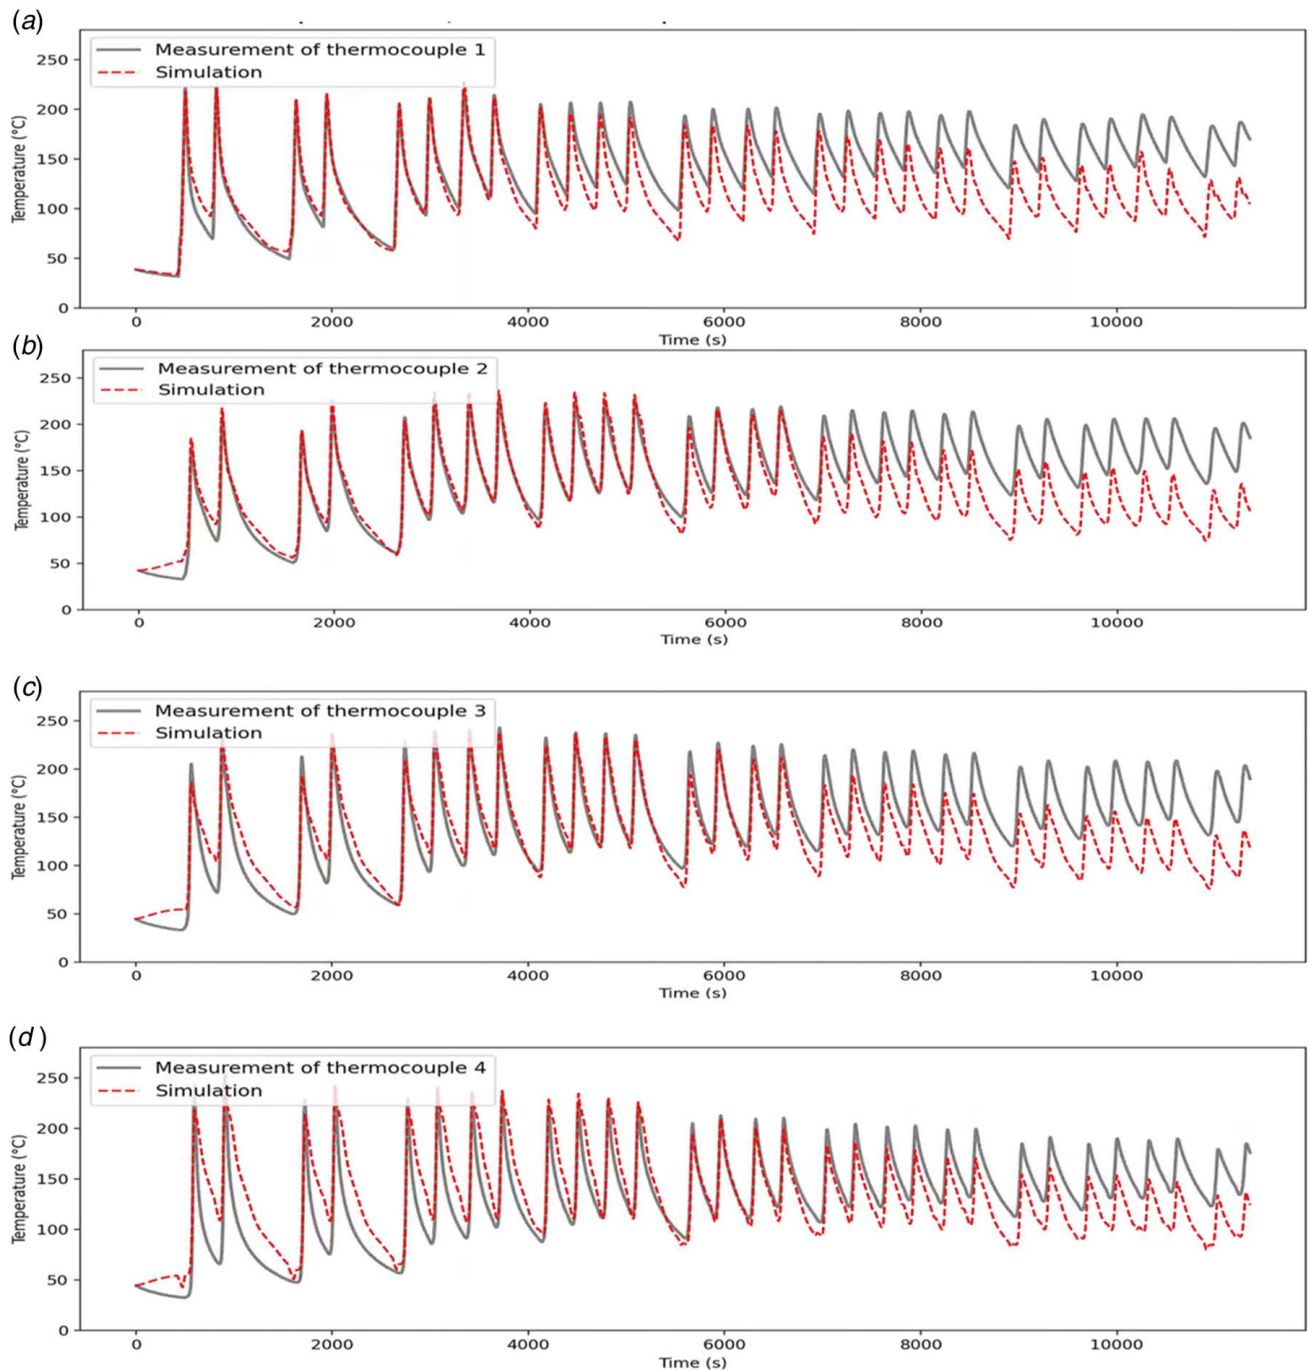 (a)
Measurement of thermocouple 1
Simulation
250
200
150
100
50
0
Temperature (°C)
0 2000 4000 6000 8000 10000
Time (s)
(b)
Measurement of thermocouple 2
Simulation
250
200
150
100
50
0
Temperature (°C)
0 2000 4000 6000 8000 10000
Time (s)
(c)
Measurement of thermocouple 3
Simulation
250
200
150
100
50
0
Temperature (°C)
0 2000 4000 6000 8000 10000
Time (s)
(d)
Measurement of thermocouple 4
Simulation
250
200
150
100
50
0
Temperature (°C)
0 2000 4000 6000 8000 10000
Time (s)